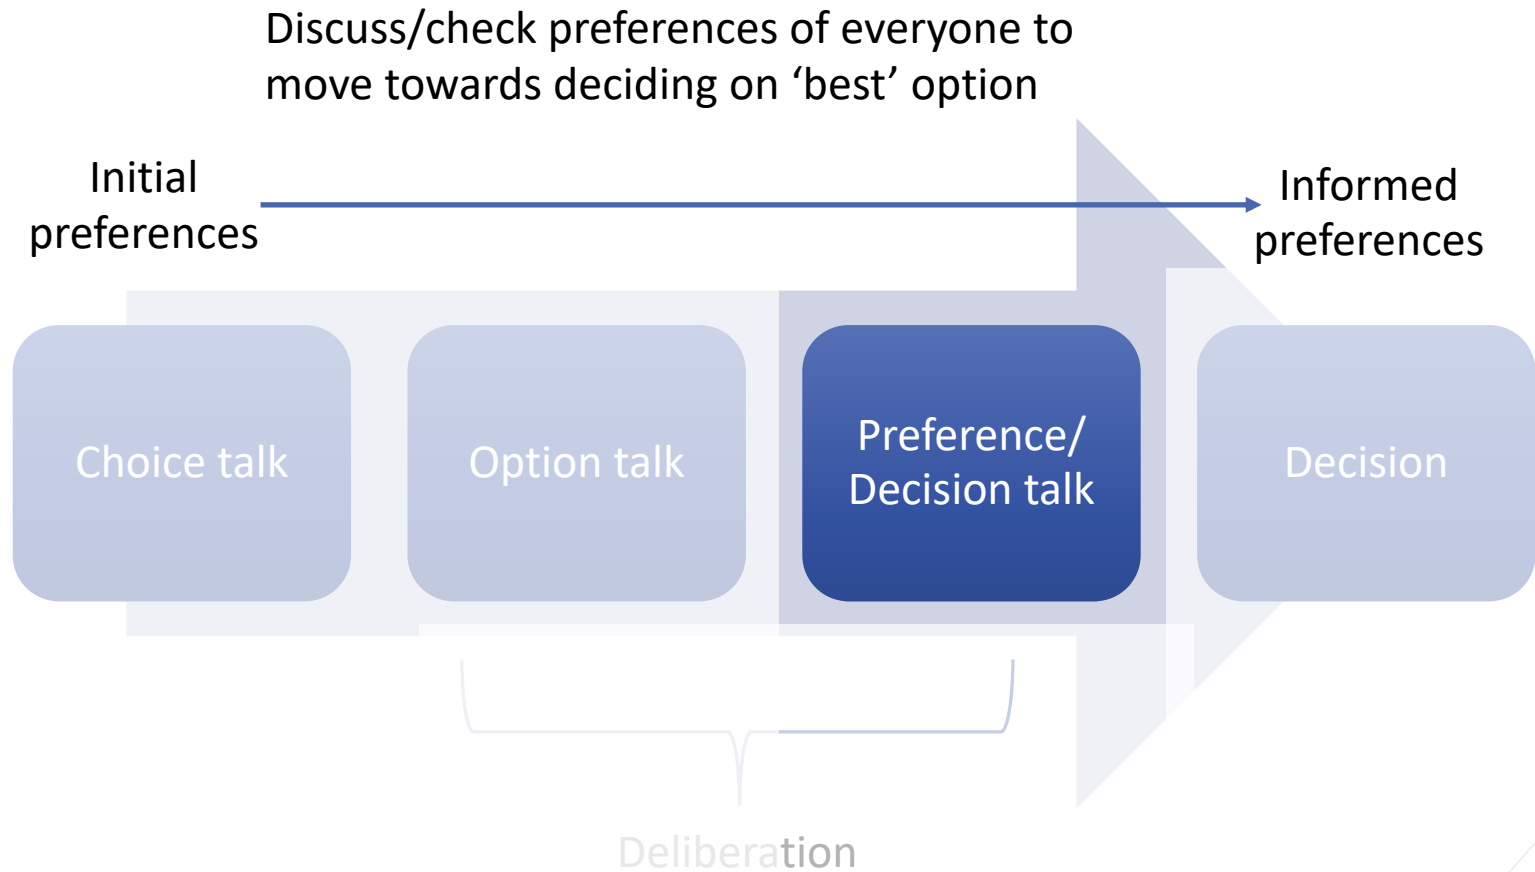 Discuss/check preferences of everyone to
move towards deciding on ‘best’ option
Initial
preferences
Informed
preferences
Choice talk
Option talk
Preference/
Decision talk
Decision
Deliberation